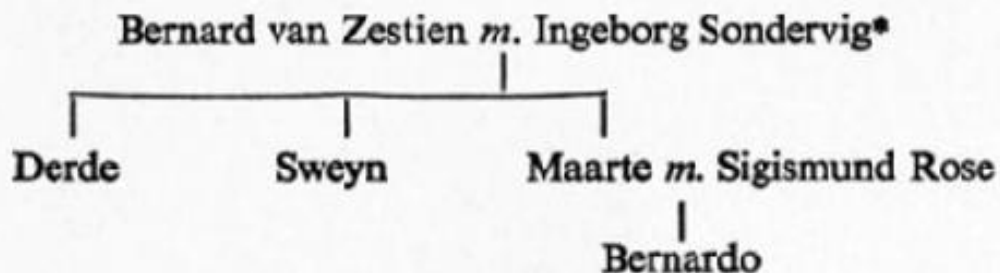 Bernard van Zestien m. Ingeborg Sondervig*
Derde Sweyn Maarte m. Sigismund Rose
Bernardo